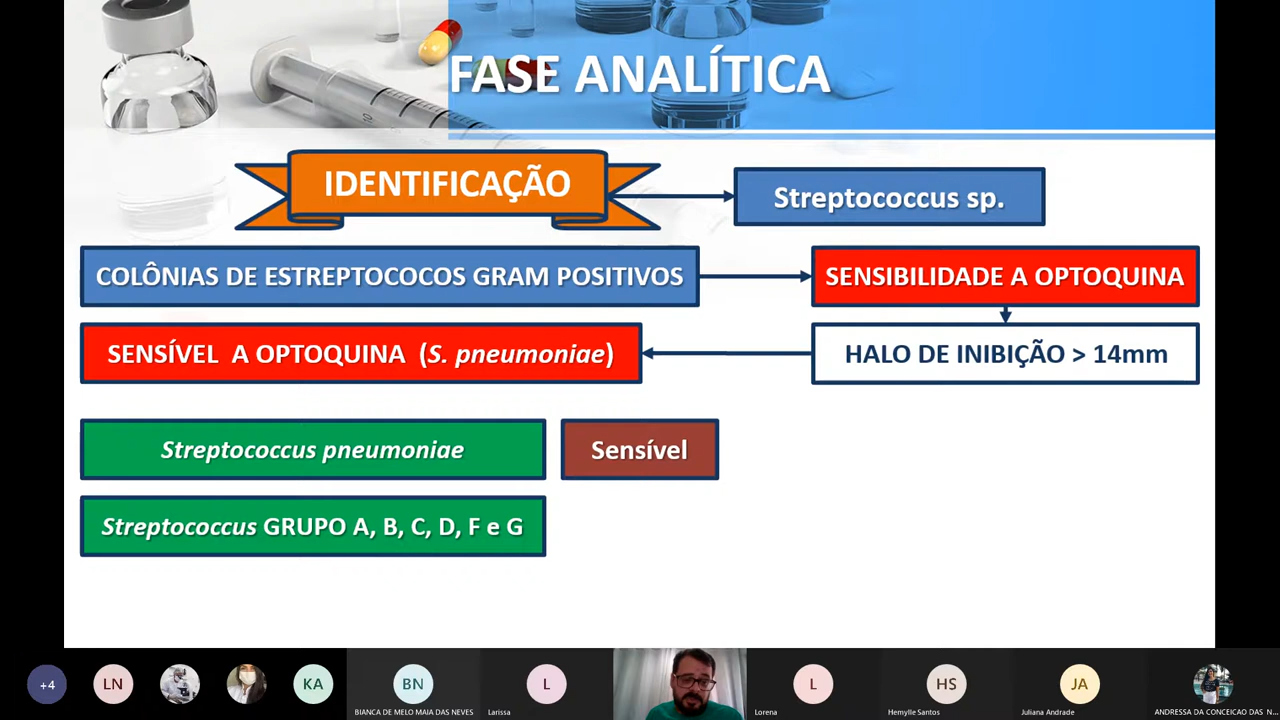 FASE ANALÍTICA
IDENTIFICAÇÃO
Streptococcus sp.
COLÔNIAS DE ESTREPTOCOCOS GRAM POSITIVOS
SENSIBILIDADE A OPTOQUINA
SENSÍVEL A OPTOQUINA (S. pneumoniae)
HALO DE INIBIÇÃO > 14mm
Streptococcus pneumoniae
Sensível
Streptococcus GRUPO A, B, C, D, F e G
+4
LN
KA
BN
BIANCA DE MELO MAIA DAS NEVES
L
Larissa
L
Lorena
HS
Hemylle Santos
JA
Juliana Andrade
ANDRESSA DA CONCEICAO DAS N...